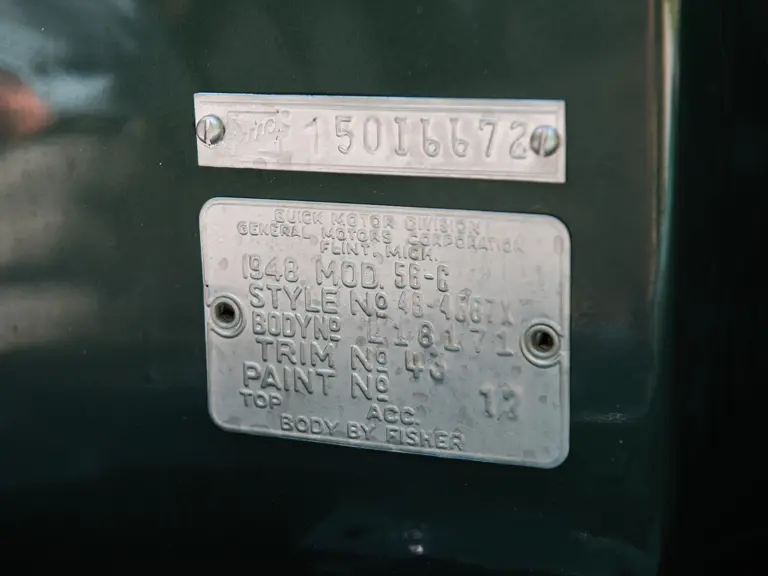 15016672
BUICK MOTOR DIVISION
GENERAL MOTORS CORPORATION
FLINT, MICH.
1948 MOD. 56-C
STYLE Nº 48-4567X
BODY Nº L18171
TRIM Nº 43
PAINT Nº 12
TOP ACC.
BODY BY FISHER